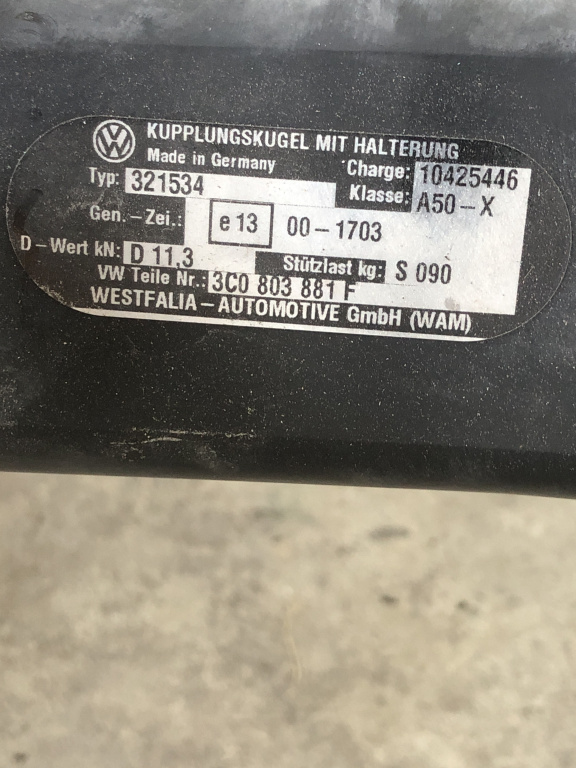 KUPPLUNGSKUGEL MIT HALTERUNG
Made in Germany Charge: 10425446
Typ: 321534 Klasse: A50-X
Gen.-Zei.: e 13 00-1703
D-Wert kN: D 11,3 Stützlast kg: S 090
VW Teile Nr.: 3C0 803 881 F
WESTFALIA-AUTOMOTIVE GmbH (WAM)